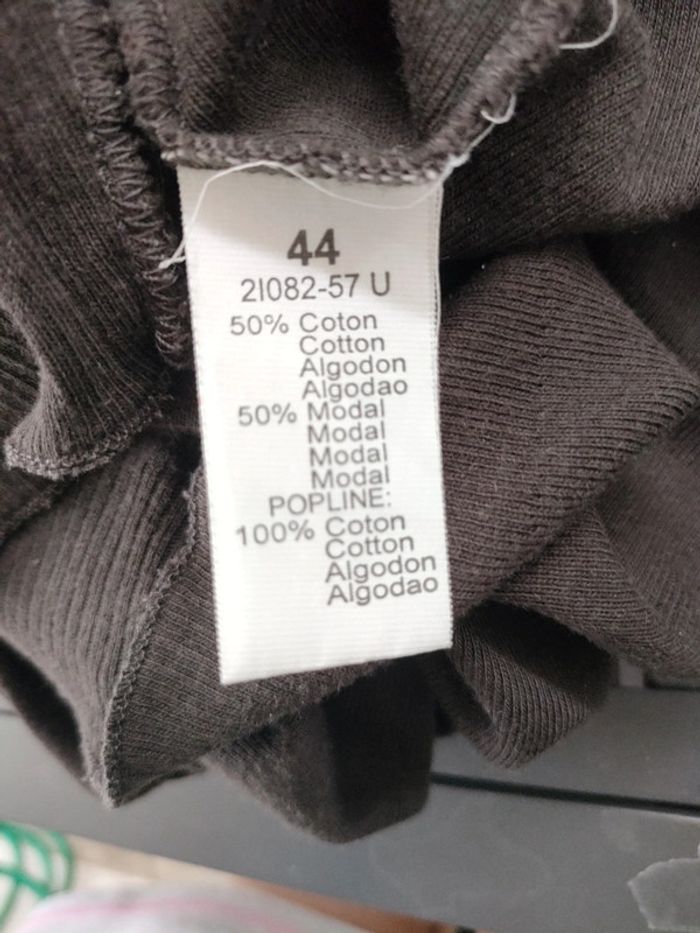 44
2I082-57 U
50% Coton
Cotton
Algodon
Algodao
50% Modal
Modal
Modal
Modal
POPLINE:
100% Coton
Cotton
Algodon
Algodao